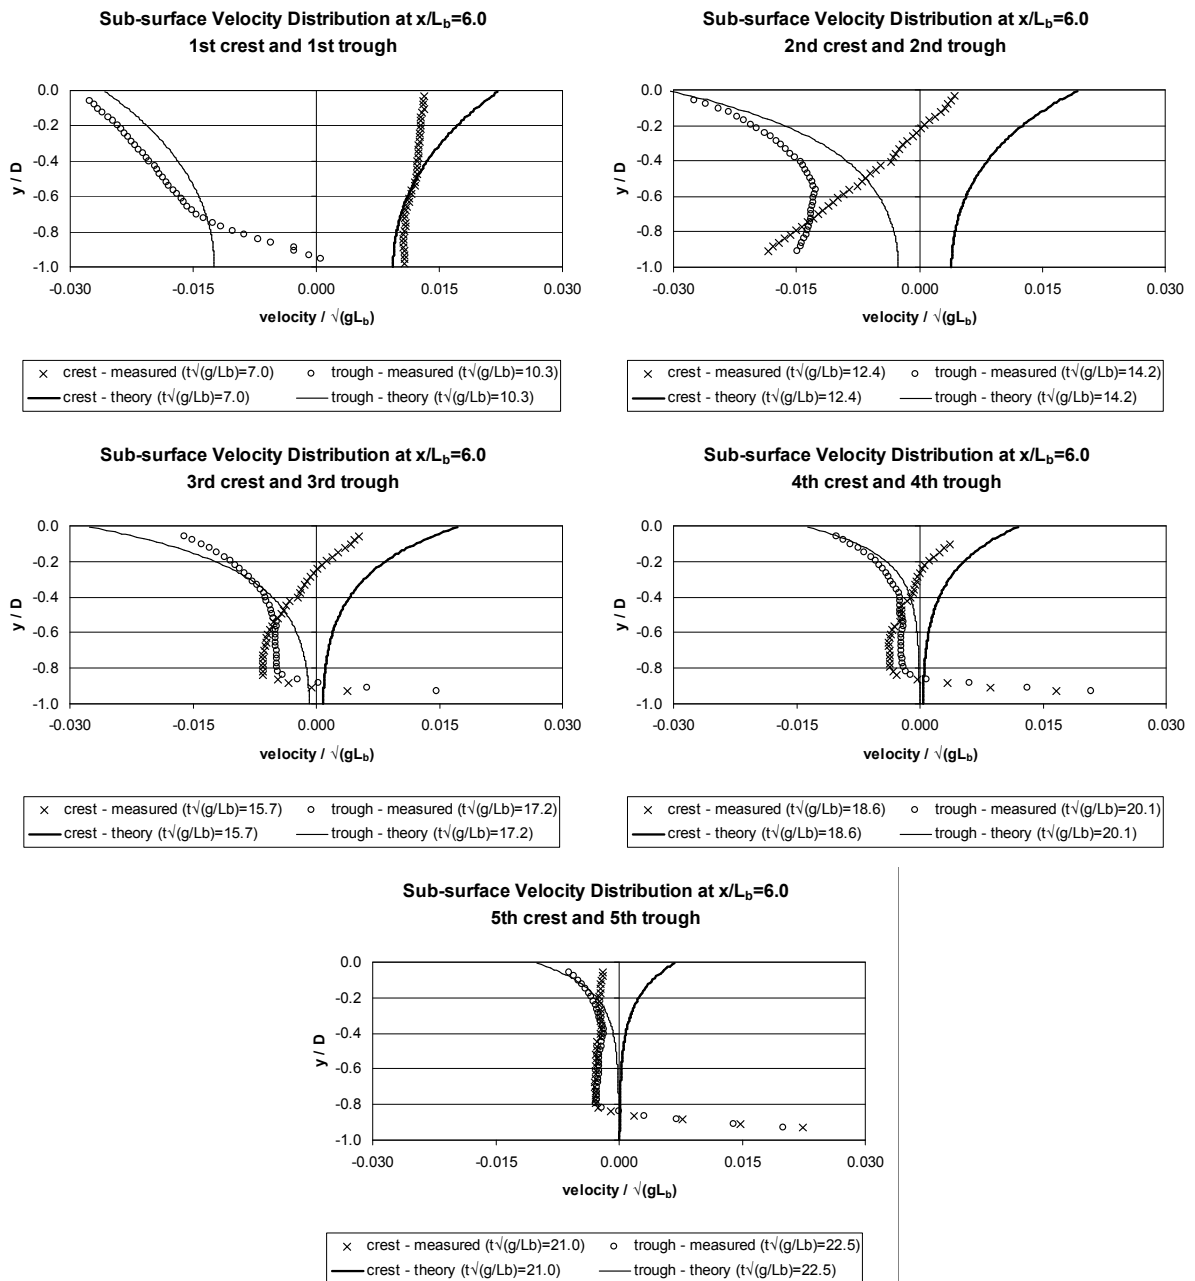 Sub-surface Velocity Distribution at x/Lb=6.0
1st crest and 1st trough
0.0
-0.2
-0.4
-0.6
-0.8
-1.0
y / D
-0.030
-0.015
0.000
0.015
0.030
velocity / √(gLb)
crest - measured (t√(g/Lb)=7.0)
trough - measured (t√(g/Lb)=10.3)
crest - theory (t√(g/Lb)=7.0)
trough - theory (t√(g/Lb)=10.3)
Sub-surface Velocity Distribution at x/Lb=6.0
2nd crest and 2nd trough
0.0
-0.2
-0.4
-0.6
-0.8
-1.0
y / D
-0.030
-0.015
0.000
0.015
0.030
velocity / √(gLb)
crest - measured (t√(g/Lb)=12.4)
trough - measured (t√(g/Lb)=14.2)
crest - theory (t√(g/Lb)=12.4)
trough - theory (t√(g/Lb)=14.2)
Sub-surface Velocity Distribution at x/Lb=6.0
3rd crest and 3rd trough
0.0
-0.2
-0.4
-0.6
-0.8
-1.0
y / D
-0.030
-0.015
0.000
0.015
0.030
velocity / √(gLb)
crest - measured (t√(g/Lb)=15.7)
trough - measured (t√(g/Lb)=17.2)
crest - theory (t√(g/Lb)=15.7)
trough - theory (t√(g/Lb)=17.2)
Sub-surface Velocity Distribution at x/Lb=6.0
4th crest and 4th trough
0.0
-0.2
-0.4
-0.6
-0.8
-1.0
y / D
-0.030
-0.015
0.000
0.015
0.030
velocity / √(gLb)
crest - measured (t√(g/Lb)=18.6)
trough - measured (t√(g/Lb)=20.1)
crest - theory (t√(g/Lb)=18.6)
trough - theory (t√(g/Lb)=20.1)
Sub-surface Velocity Distribution at x/Lb=6.0
5th crest and 5th trough
0.0
-0.2
-0.4
-0.6
-0.8
-1.0
y / D
-0.030
-0.015
0.000
0.015
0.030
velocity / √(gLb)
crest - measured (t√(g/Lb)=21.0)
trough - measured (t√(g/Lb)=22.5)
crest - theory (t√(g/Lb)=21.0)
trough - theory (t√(g/Lb)=22.5)